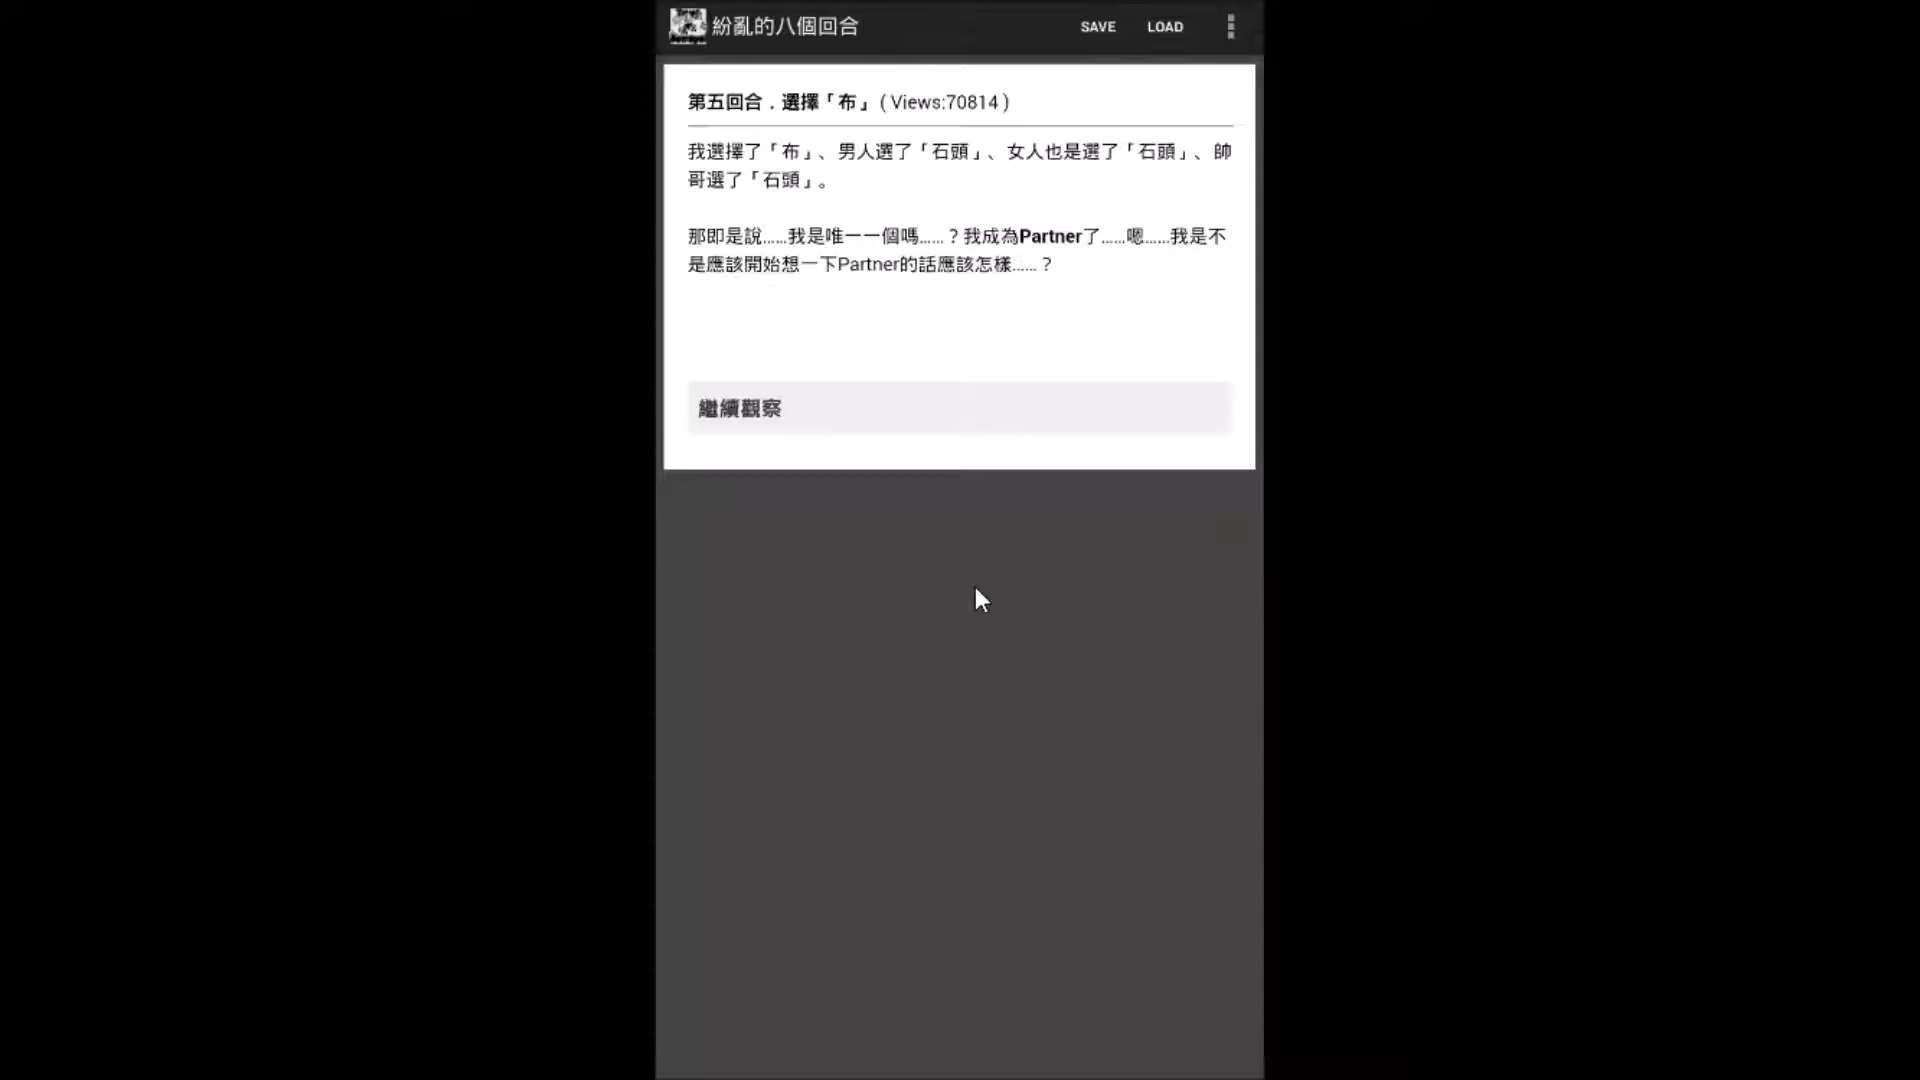 紛亂的八個回合
SAVE
LOAD
第五回合．選擇「布」 ( Views:70814 )
我選擇了「布」、男人選了「石頭」、女人也是選了「石頭」、帥
哥選了「石頭」。
那即是說……我是唯一一個嗎……？我成為Partner了……嗯……我是不
是應該開始想一下Partner的話應該怎樣……？
繼續觀察